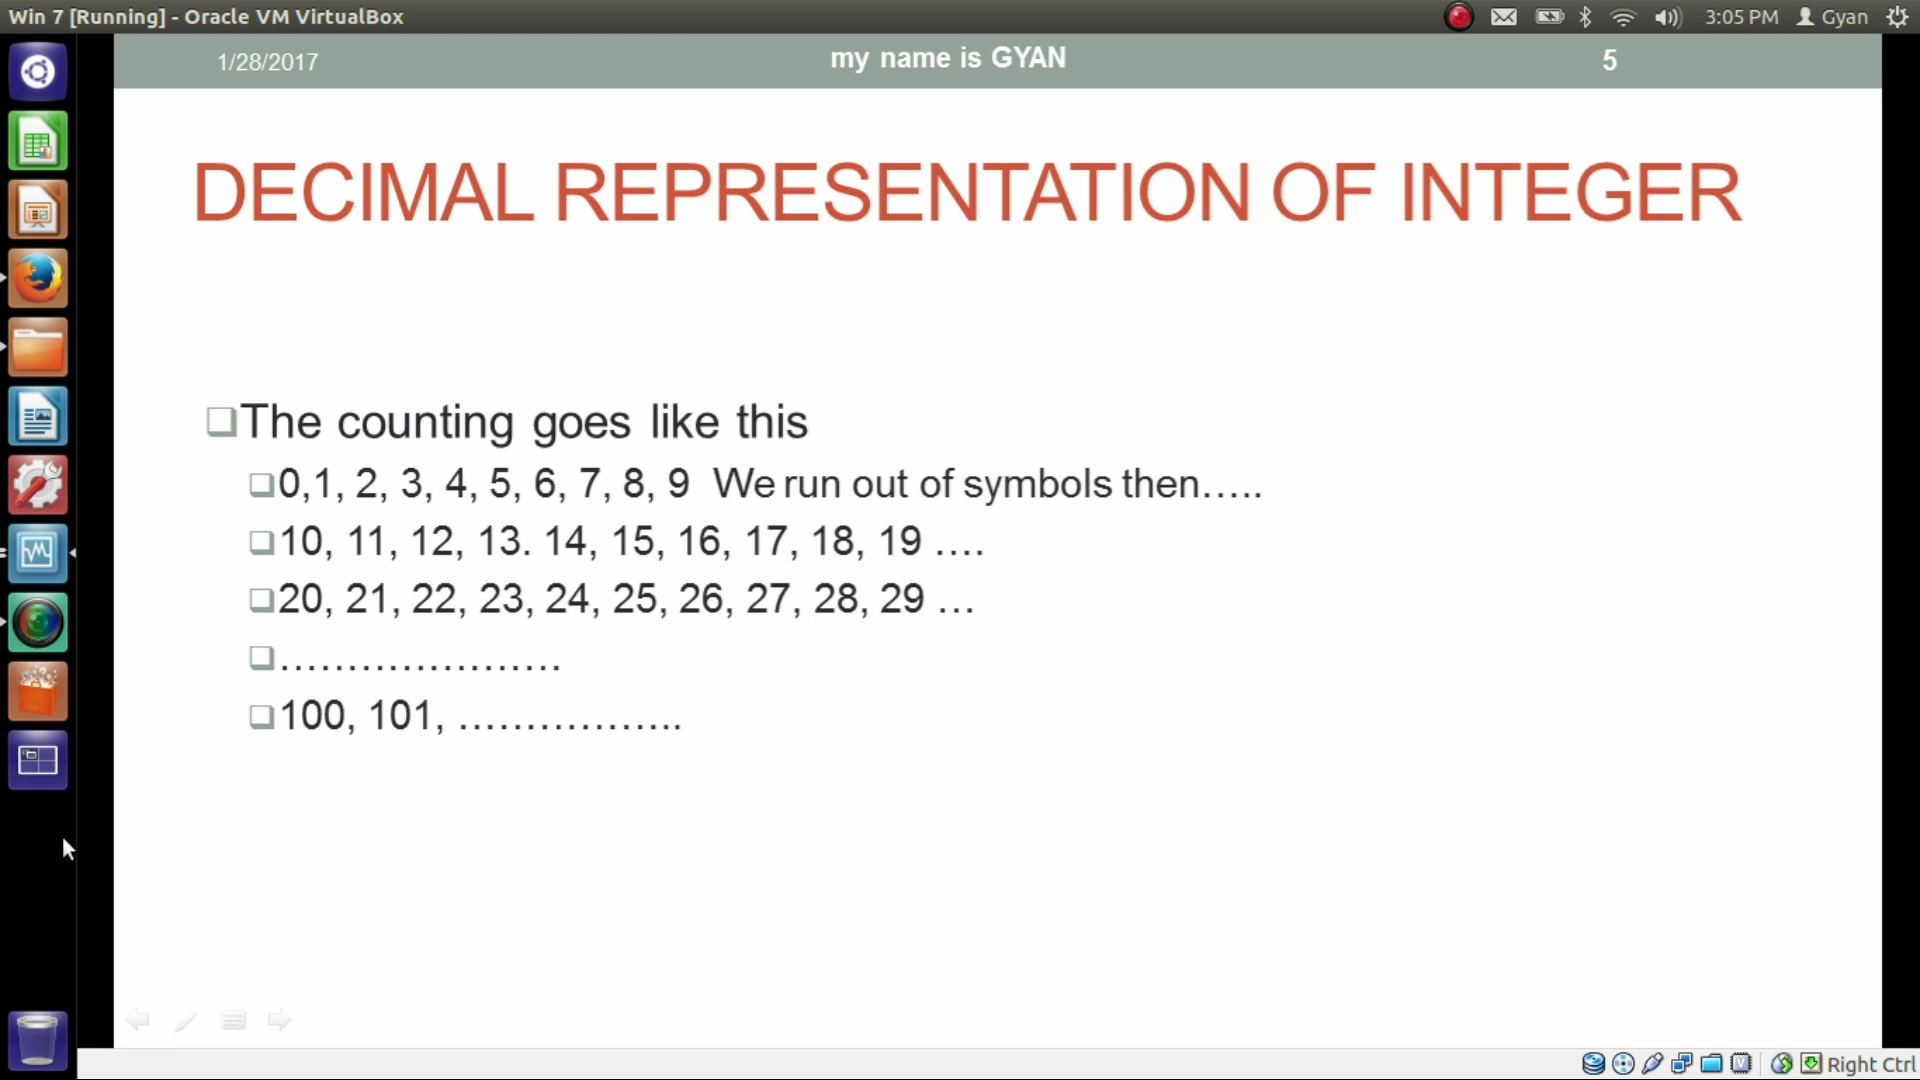 Win 7 [Running] - Oracle VM VirtualBox
3:05 PM Gyan
1/28/2017 my name is GYAN 5
DECIMAL REPRESENTATION OF INTEGER
The counting goes like this
0,1, 2, 3, 4, 5, 6, 7, 8, 9 We run out of symbols then…..
10, 11, 12, 13. 14, 15, 16, 17, 18, 19 ….
20, 21, 22, 23, 24, 25, 26, 27, 28, 29 …
…………………
100, 101, ……………..
Right Ctrl